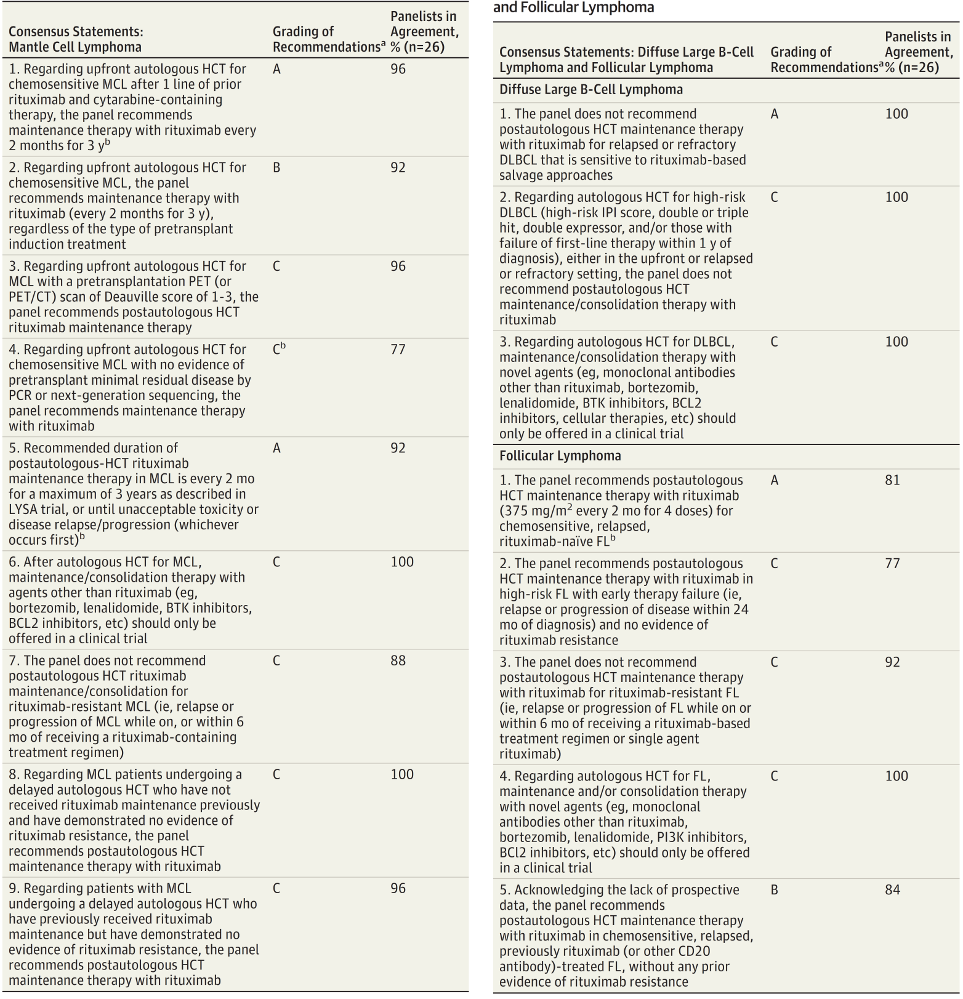 Consensus Statements:
Mantle Cell Lymphoma
Grading of
Recommendationsᵃ
Panelists in
Agreement,
% (n=26)
1. Regarding upfront autologous HCT for
chemosensitive MCL after 1 line of prior
rituximab and cytarabine-containing
therapy, the panel recommends
maintenance therapy with rituximab every
2 months for 3 yᵇ
A
96
2. Regarding upfront autologous HCT for
chemosensitive MCL, the panel
recommends maintenance therapy with
rituximab (every 2 months for 3 y),
regardless of the type of pretransplant
induction treatment
B
92
3. Regarding upfront autologous HCT for
MCL with a pretransplantation PET (or
PET/CT) scan of Deauville score of 1-3, the
panel recommends postautologous HCT
rituximab maintenance therapy
C
96
4. Regarding upfront autologous HCT for
chemosensitive MCL with no evidence of
pretransplant minimal residual disease by
PCR or next-generation sequencing, the
panel recommends maintenance therapy
with rituximab
Cᵇ
77
5. Recommended duration of
postautologous-HCT rituximab
maintenance therapy in MCL is every 2 mo
for a maximum of 3 years as described in
LYSA trial, or until unacceptable toxicity or
disease relapse/progression (whichever
occurs first)ᵇ
A
92
6. After autologous HCT for MCL,
maintenance/consolidation therapy with
agents other than rituximab (eg,
bortezomib, lenalidomide, BTK inhibitors,
BCL2 inhibitors, etc) should only be
offered in a clinical trial
C
100
7. The panel does not recommend
postautologous HCT rituximab
maintenance/consolidation for
rituximab-resistant MCL (ie, relapse or
progression of MCL while on, or within 6
mo of receiving a rituximab-containing
treatment regimen)
C
88
8. Regarding MCL patients undergoing a
delayed autologous HCT who have not
received rituximab maintenance previously
and have demonstrated no evidence of
rituximab resistance, the panel
recommends postautologous HCT
maintenance therapy with rituximab
C
100
9. Regarding patients with MCL
undergoing a delayed autologous HCT who
have previously received rituximab
maintenance but have demonstrated no
evidence of rituximab resistance, the panel
recommends postautologous HCT
maintenance therapy with rituximab
C
96
and Follicular Lymphoma
Consensus Statements: Diffuse Large B-Cell
Lymphoma and Follicular Lymphoma
Grading of
Recommendationsᵃ
Panelists in
Agreement,
% (n=26)
Diffuse Large B-Cell Lymphoma
1. The panel does not recommend
postautologous HCT maintenance therapy
with rituximab for relapsed or refractory
DLBCL that is sensitive to rituximab-based
salvage approaches
A
100
2. Regarding autologous HCT for high-risk
DLBCL (high-risk IPI score, double or triple
hit, double expressor, and/or those with
failure of first-line therapy within 1 y of
diagnosis), either in the upfront or relapsed
or refractory setting, the panel does not
recommend postautologous HCT
maintenance/consolidation therapy with
rituximab
C
100
3. Regarding autologous HCT for DLBCL,
maintenance/consolidation therapy with
novel agents (eg, monoclonal antibodies
other than rituximab, bortezomib,
lenalidomide, BTK inhibitors, BCL2
inhibitors, cellular therapies, etc) should
only be offered in a clinical trial
C
100
Follicular Lymphoma
1. The panel recommends postautologous
HCT maintenance therapy with rituximab
(375 mg/m² every 2 mo for 4 doses) for
chemosensitive, relapsed,
rituximab-naïve FLᵇ
A
81
2. The panel recommends postautologous
HCT maintenance therapy with rituximab in
high-risk FL with early therapy failure (ie,
relapse or progression of disease within 24
mo of diagnosis) and no evidence of
rituximab resistance
C
77
3. The panel does not recommend
postautologous HCT maintenance therapy
with rituximab for rituximab-resistant FL
(ie, relapse or progression of FL while on or
within 6 mo of receiving a rituximab-based
treatment regimen or single agent
rituximab)
C
92
4. Regarding autologous HCT for FL,
maintenance and/or consolidation therapy
with novel agents (eg, monoclonal
antibodies other than rituximab,
bortezomib, lenalidomide, PI3K inhibitors,
BCl2 inhibitors, etc) should only be offered
in a clinical trial
C
100
5. Acknowledging the lack of prospective
data, the panel recommends
postautologous HCT maintenance therapy
with rituximab in chemosensitive, relapsed,
previously rituximab (or other CD20
antibody)-treated FL, without any prior
evidence of rituximab resistance
B
84